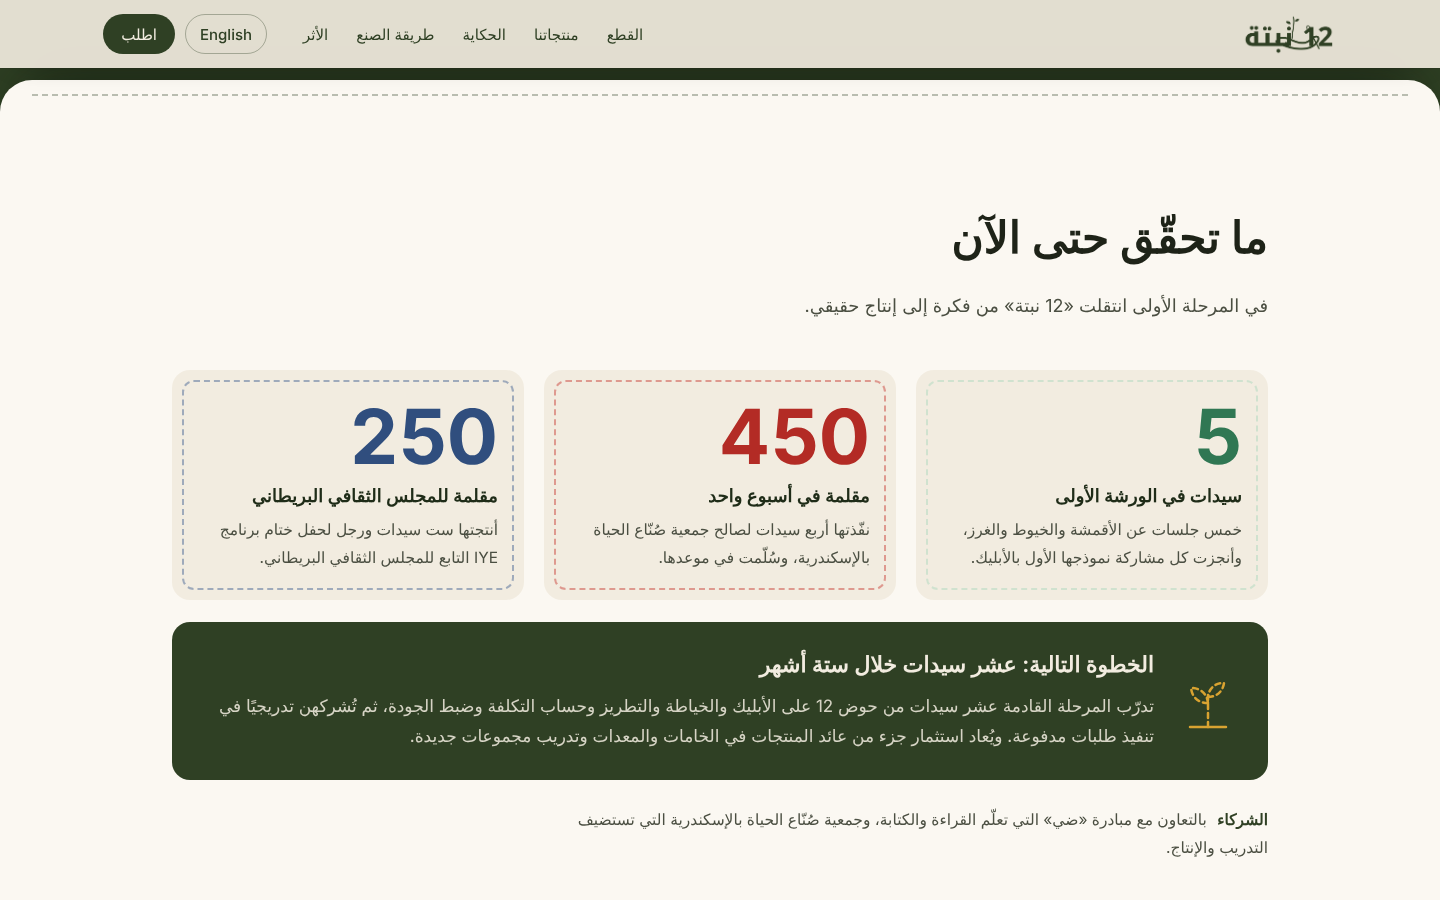 12 نبتة
القطع
منتجاتنا
الحكاية
طريقة الصنع
الأثر
English
اطلب
ما تحقّق حتى الآن
في المرحلة الأولى انتقلت «12 نبتة» من فكرة إلى إنتاج حقيقي.
5
سيدات في الورشة الأولى
خمس جلسات عن الأقمشة والخيوط والغرز،
وأنجزت كل مشاركة نموذجها الأول بالأبليك.
450
مقلمة في أسبوع واحد
نفّذتها أربع سيدات لصالح جمعية صُنّاع الحياة
بالإسكندرية، وسُلّمت في موعدها.
250
مقلمة للمجلس الثقافي البريطاني
أنتجتها ست سيدات ورجل لحفل ختام برنامج
IYE التابع للمجلس الثقافي البريطاني.
الخطوة التالية: عشر سيدات خلال ستة أشهر
تدرّب المرحلة القادمة عشر سيدات من حوض 12 على الأبليك والخياطة والتطريز وحساب التكلفة وضبط الجودة، ثم تُشركهن تدريجيًا في
تنفيذ طلبات مدفوعة. ويُعاد استثمار جزء من عائد المنتجات في الخامات والمعدات وتدريب مجموعات جديدة.
الشركاء بالتعاون مع مبادرة «ضي» التي تعلّم القراءة والكتابة، وجمعية صُنّاع الحياة بالإسكندرية التي تستضيف
التدريب والإنتاج.